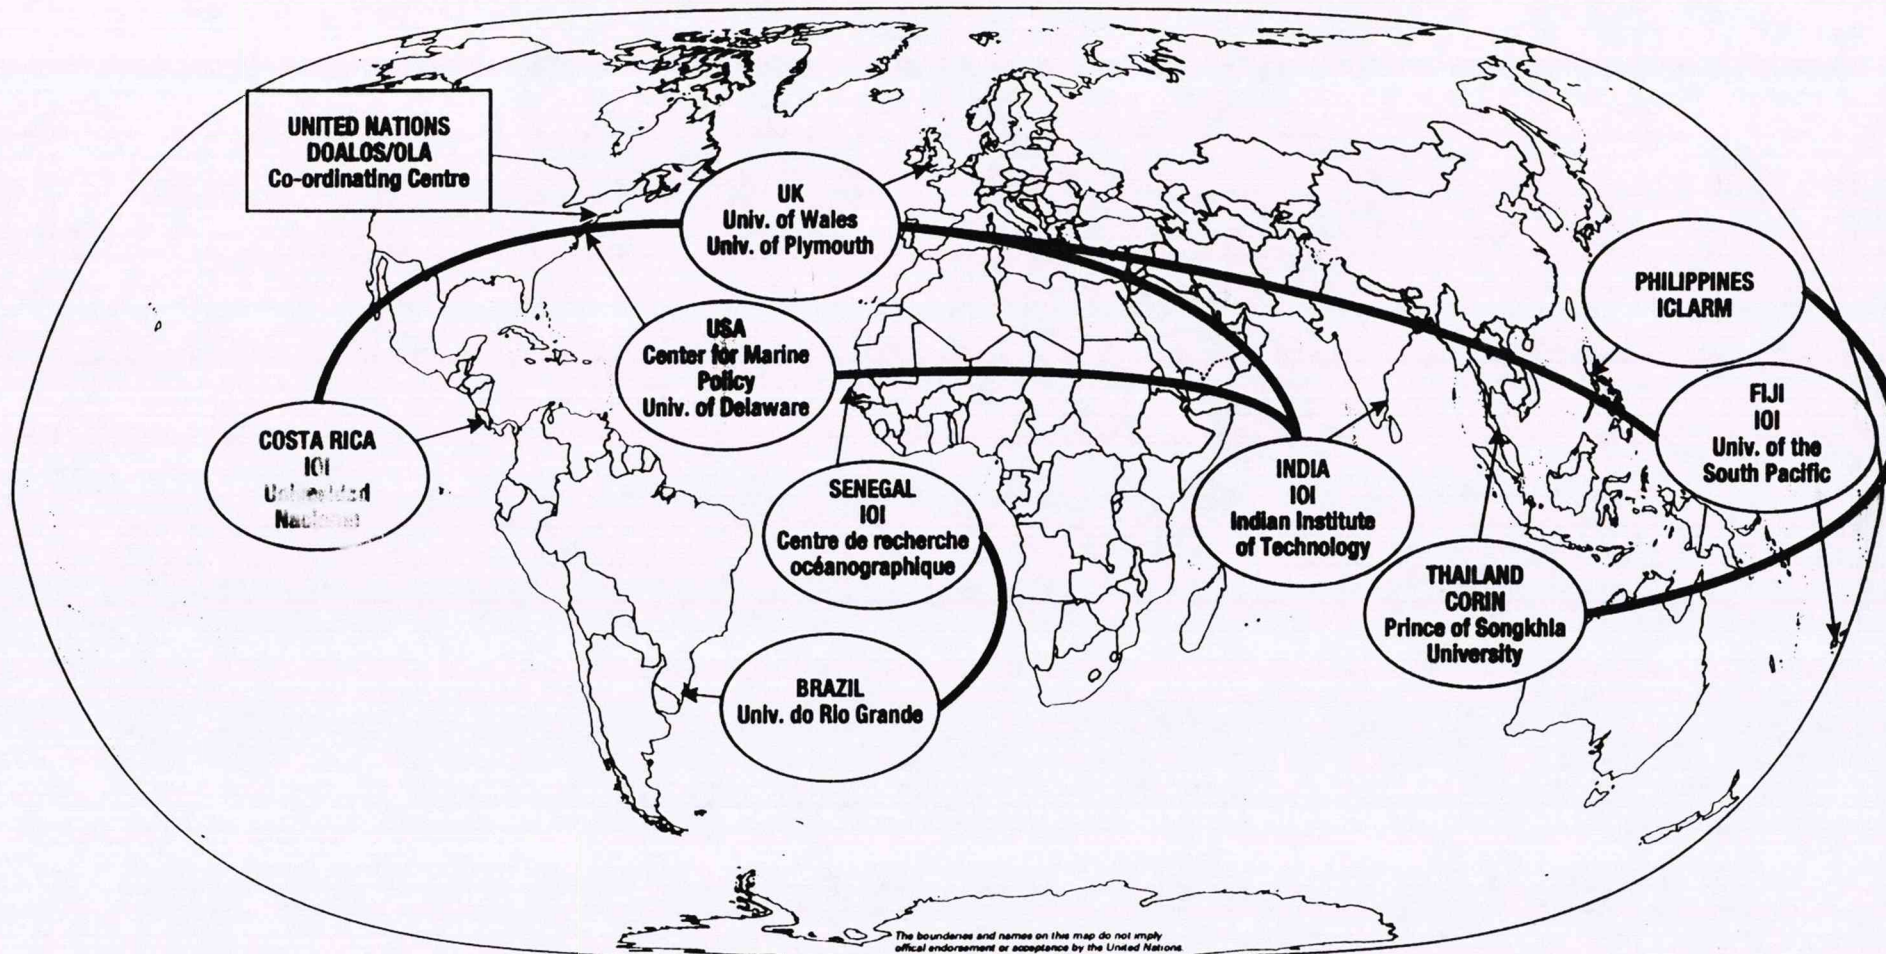 UNITED NATIONS
DOALOS/OLA
Co-ordinating Centre
UK
Univ. of Wales
Univ. of Plymouth
PHILIPPINES
ICLARM
USA
Center for Marine
Policy
Univ. of Delaware
FIJI
IOI
Univ. of the
South Pacific
COSTA RICA
IOI
Universidad
Nacional
SENEGAL
IOI
Centre de recherche
océanographique
INDIA
IOI
Indian Institute
of Technology
THAILAND
CORIN
Prince of Songkhla
University
BRAZIL
Univ. do Rio Grande
The boundaries and names on this map do not imply
offical endorsement or acceptance by the United Nations.